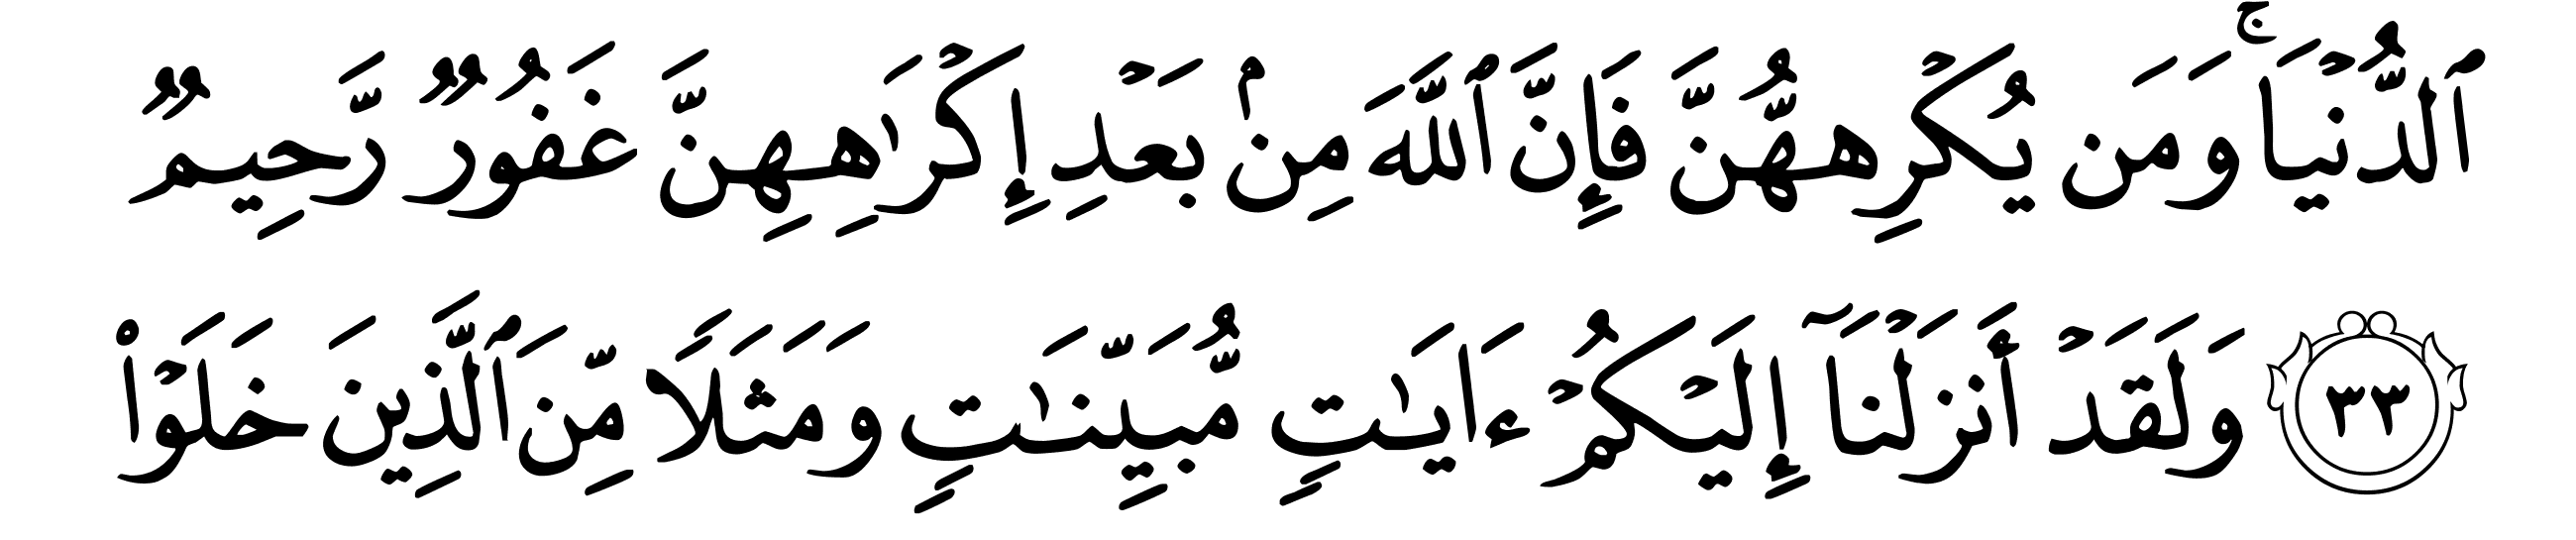 ٱلدُّنۡيَاۚ وَمَن يُكۡرِههُّنَّ فَإِنَّ ٱللَّهَ مِنۢ بَعۡدِ إِكۡرَٰهِهِنَّ غَفُورٞ رَّحِيمٞ
٣٣ وَلَقَدۡ أَنزَلۡنَآ إِلَيۡكُمۡ ءَايَٰتٖ مُّبَيِّنَٰتٖ وَمَثَلٗا مِّنَ ٱلَّذِينَ خَلَوۡاْ